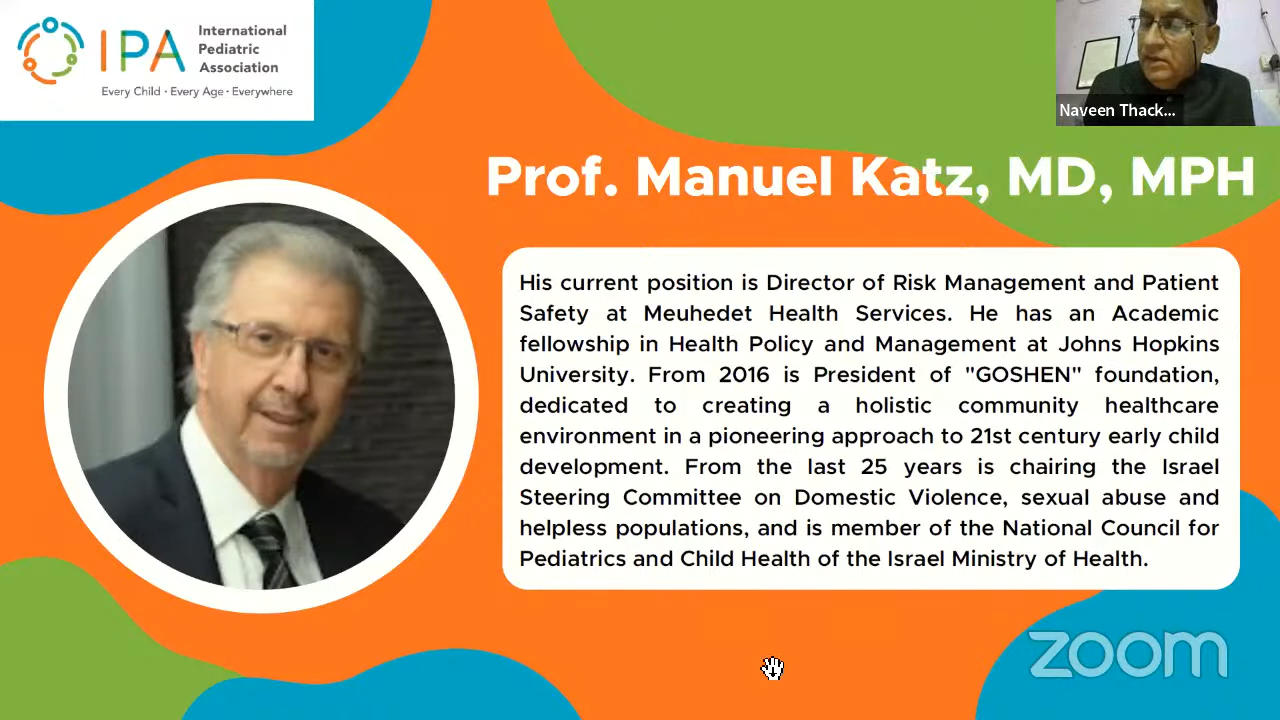 IPA
International
Pediatric
Association
Every Child · Every Age · Everywhere
Naveen Thack...
Prof. Manuel Katz, MD, MPH
His current position is Director of Risk Management and Patient
Safety at Meuhedet Health Services. He has an Academic
fellowship in Health Policy and Management at Johns Hopkins
University. From 2016 is President of "GOSHEN" foundation,
dedicated to creating a holistic community healthcare
environment in a pioneering approach to 21st century early child
development. From the last 25 years is chairing the Israel
Steering Committee on Domestic Violence, sexual abuse and
helpless populations, and is member of the National Council for
Pediatrics and Child Health of the Israel Ministry of Health.
zoom